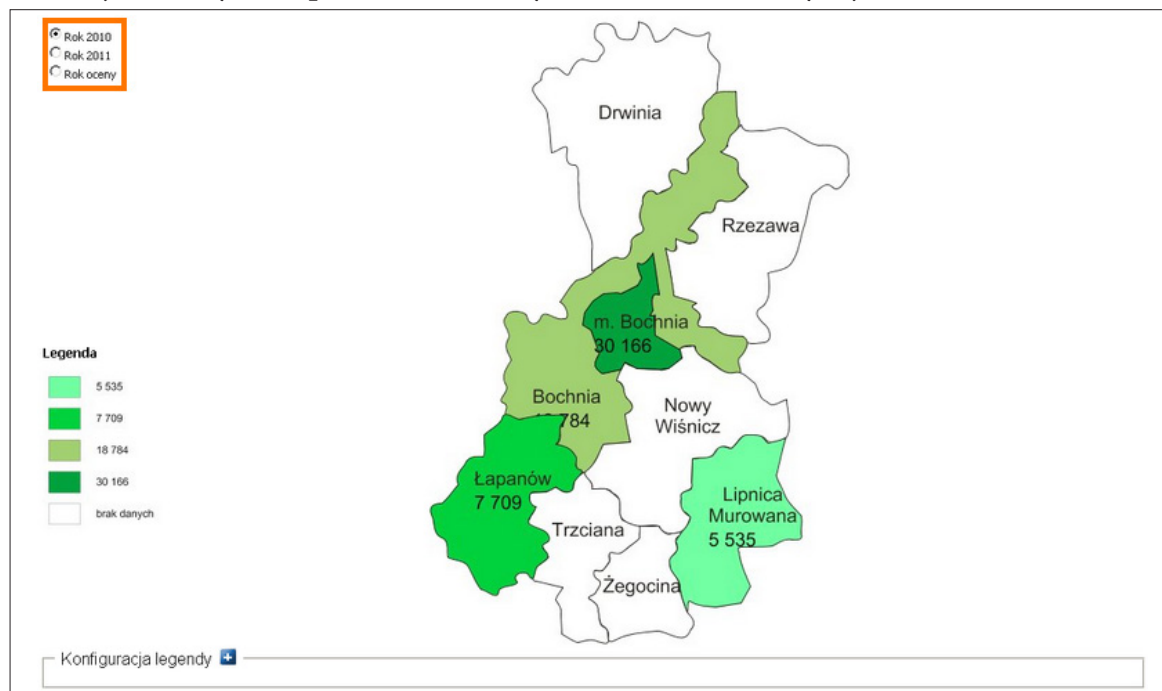 Rok 2010
Rok 2011
Rok oceny
Drwinia
Rzezawa
m. Bochnia
30 166
Legenda
5 535
7 709
18 784
30 166
brak danych
Bochnia
18 784
Nowy
Wiśnicz
Łapanów
7 709
Lipnica
Murowana
5 535
Trzciana
Żegocina
Konfiguracja legendy